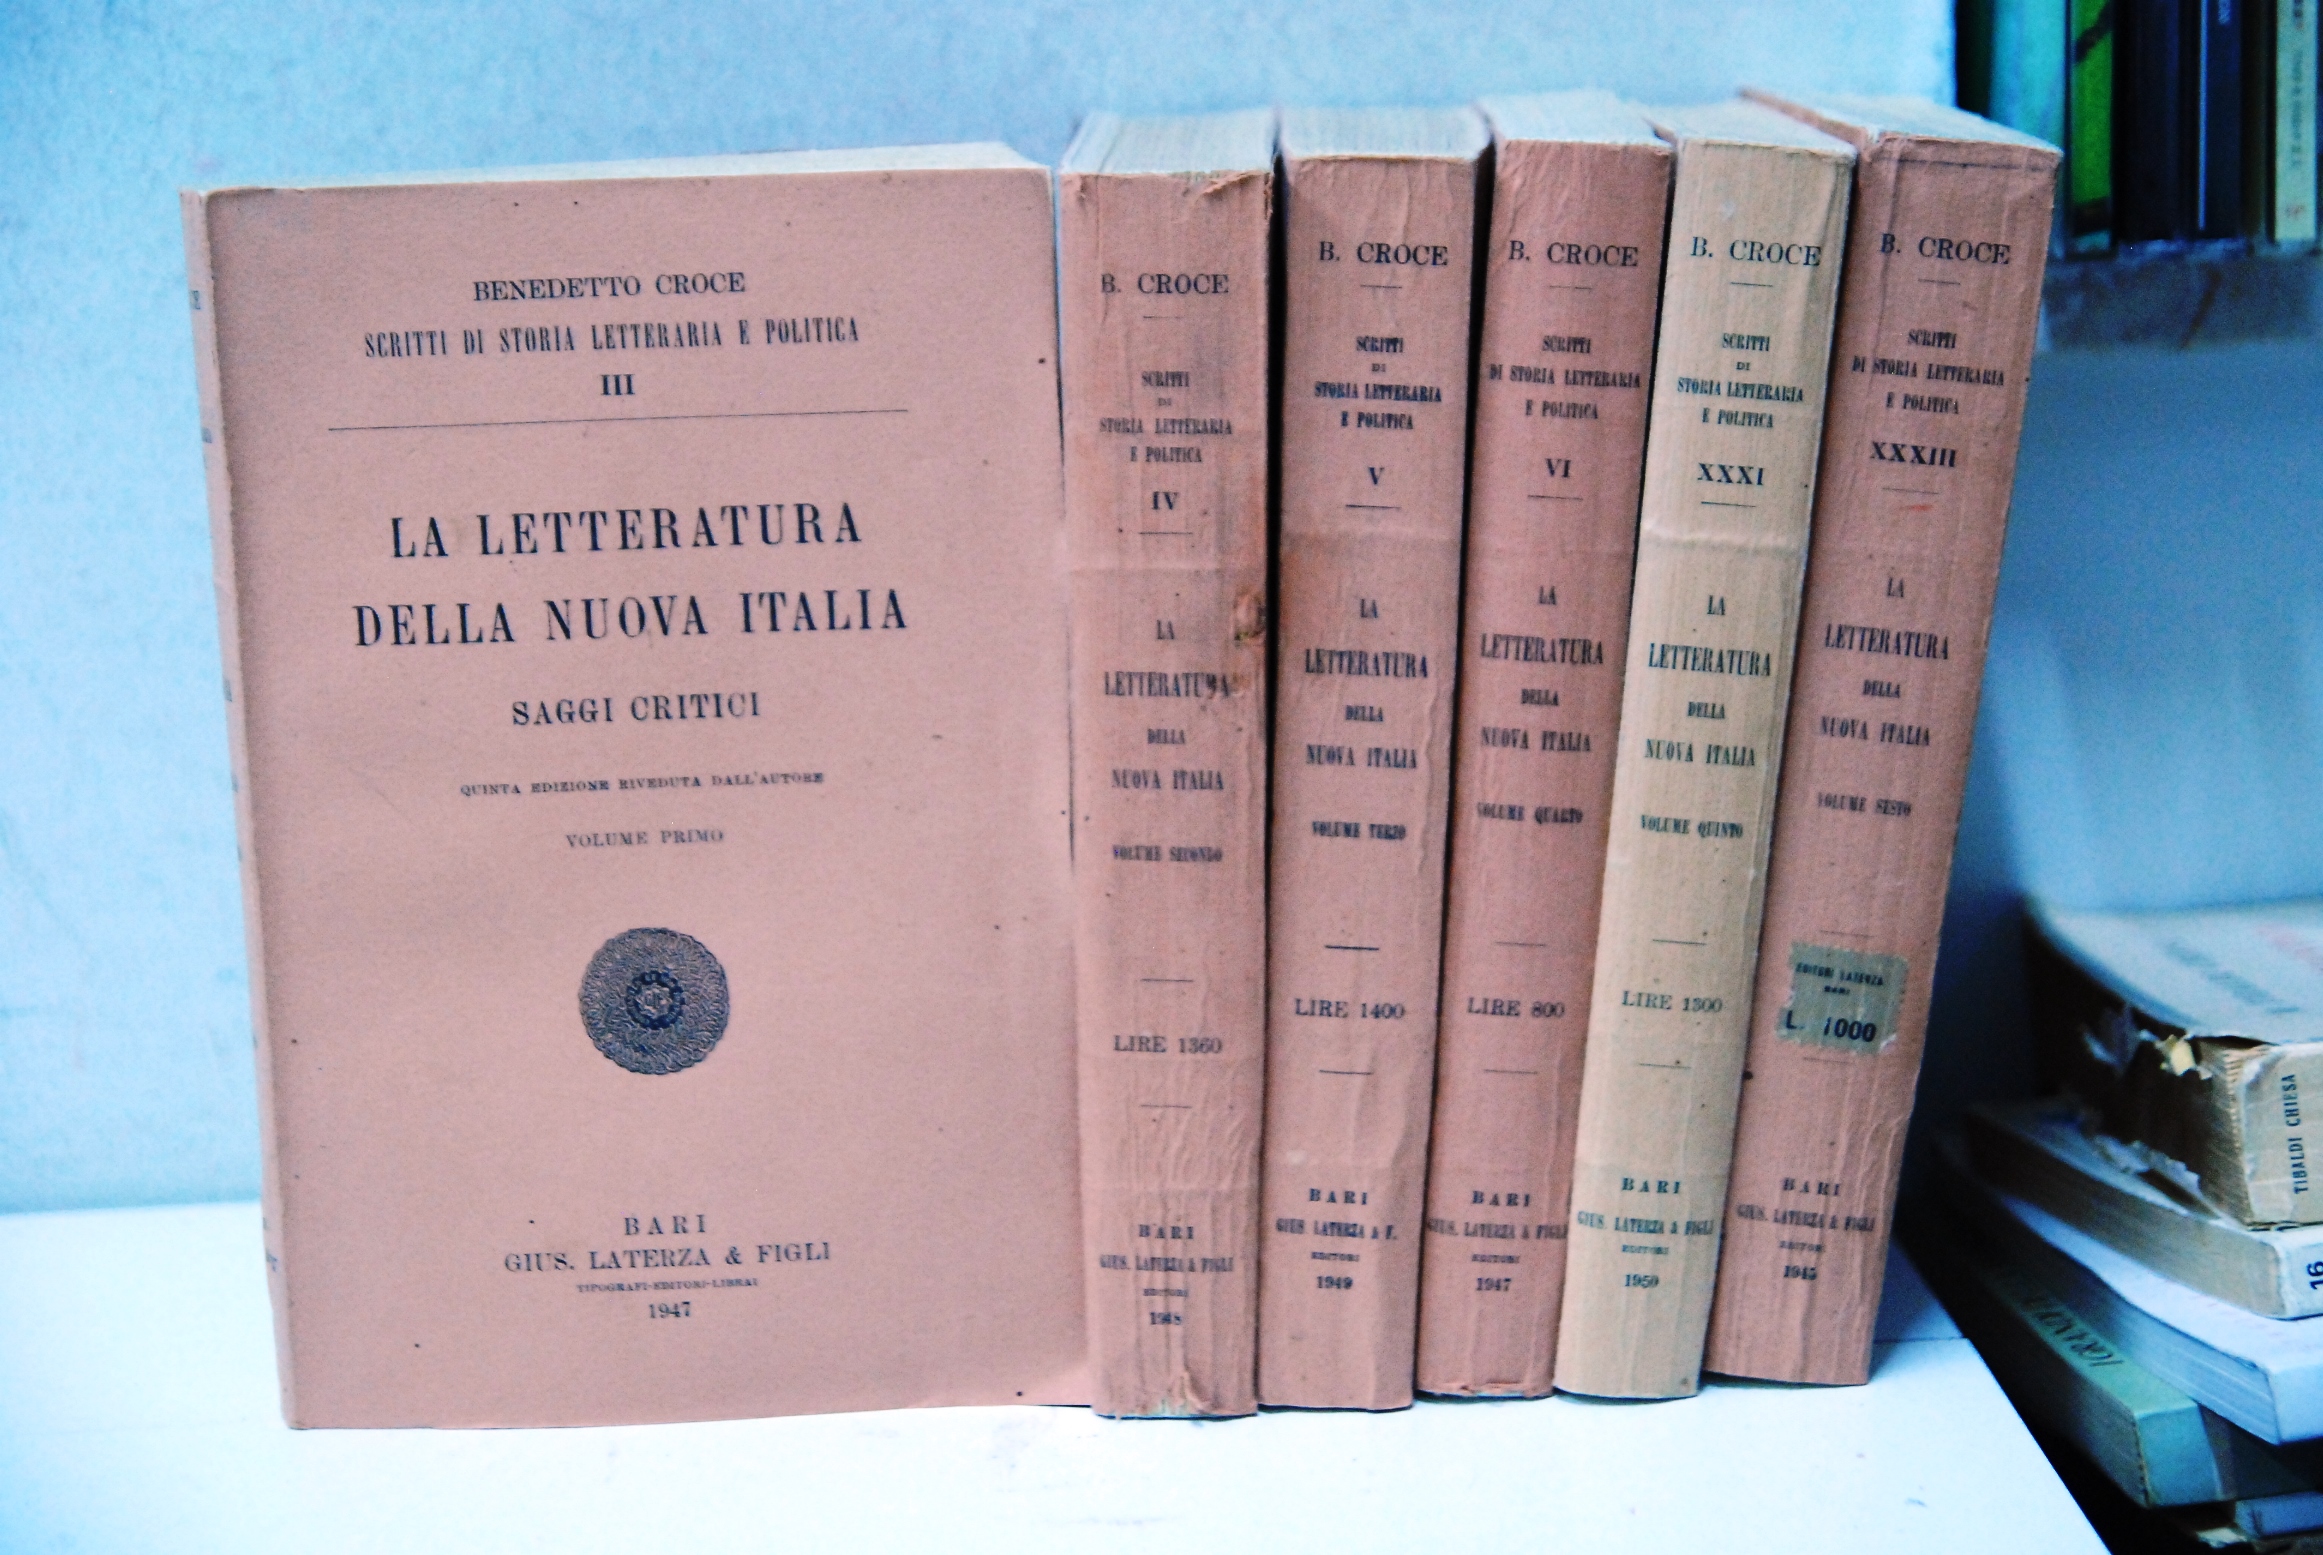 BENEDETTO CROCE
SCRITTI DI STORIA LETTERARIA E POLITICA
III
LA LETTERATURA
DELLA NUOVA ITALIA
SAGGI CRITICI
QUINTA EDIZIONE RIVEDUTA DALL'AUTORE
VOLUME PRIMO
BARI
GIUS. LATERZA & FIGLI
TIPOGRAFI-EDITORI-LIBRAI
1947
B. CROCE
SCRITTI
DI
STORIA LETTERARIA
E POLITICA
IV
LA
LETTERATURA
DELLA
NUOVA ITALIA
VOLUME SECONDO
LIRE 1360
BARI
GIUS. LATERZA & FIGLI
EDITORI
1948
B. CROCE
SCRITTI
DI
STORIA LETTERARIA
E POLITICA
V
LA
LETTERATURA
DELLA
NUOVA ITALIA
VOLUME TERZO
LIRE 1400
BARI
GIUS. LATERZA & F.
EDITORI
1949
B. CROCE
SCRITTI
DI STORIA LETTERARIA
E POLITICA
VI
LA
LETTERATURA
DELLA
NUOVA ITALIA
VOLUME QUARTO
LIRE 800
BARI
GIUS. LATERZA & FIGLI
EDITORI
1947
B. CROCE
SCRITTI
DI
STORIA LETTERARIA
E POLITICA
XXXI
LA
LETTERATURA
DELLA
NUOVA ITALIA
VOLUME QUINTO
LIRE 1300
BARI
GIUS. LATERZA & FIGLI
EDITORI
1950
B. CROCE
SCRITTI
DI STORIA LETTERARIA
E POLITICA
XXXIII
LA
LETTERATURA
DELLA
NUOVA ITALIA
VOLUME SESTO
EDITORI LATERZA
BARI
L. 1000
BARI
GIUS. LATERZA & FIGLI
EDITORI
1945
TIBALDI CHIESA
16